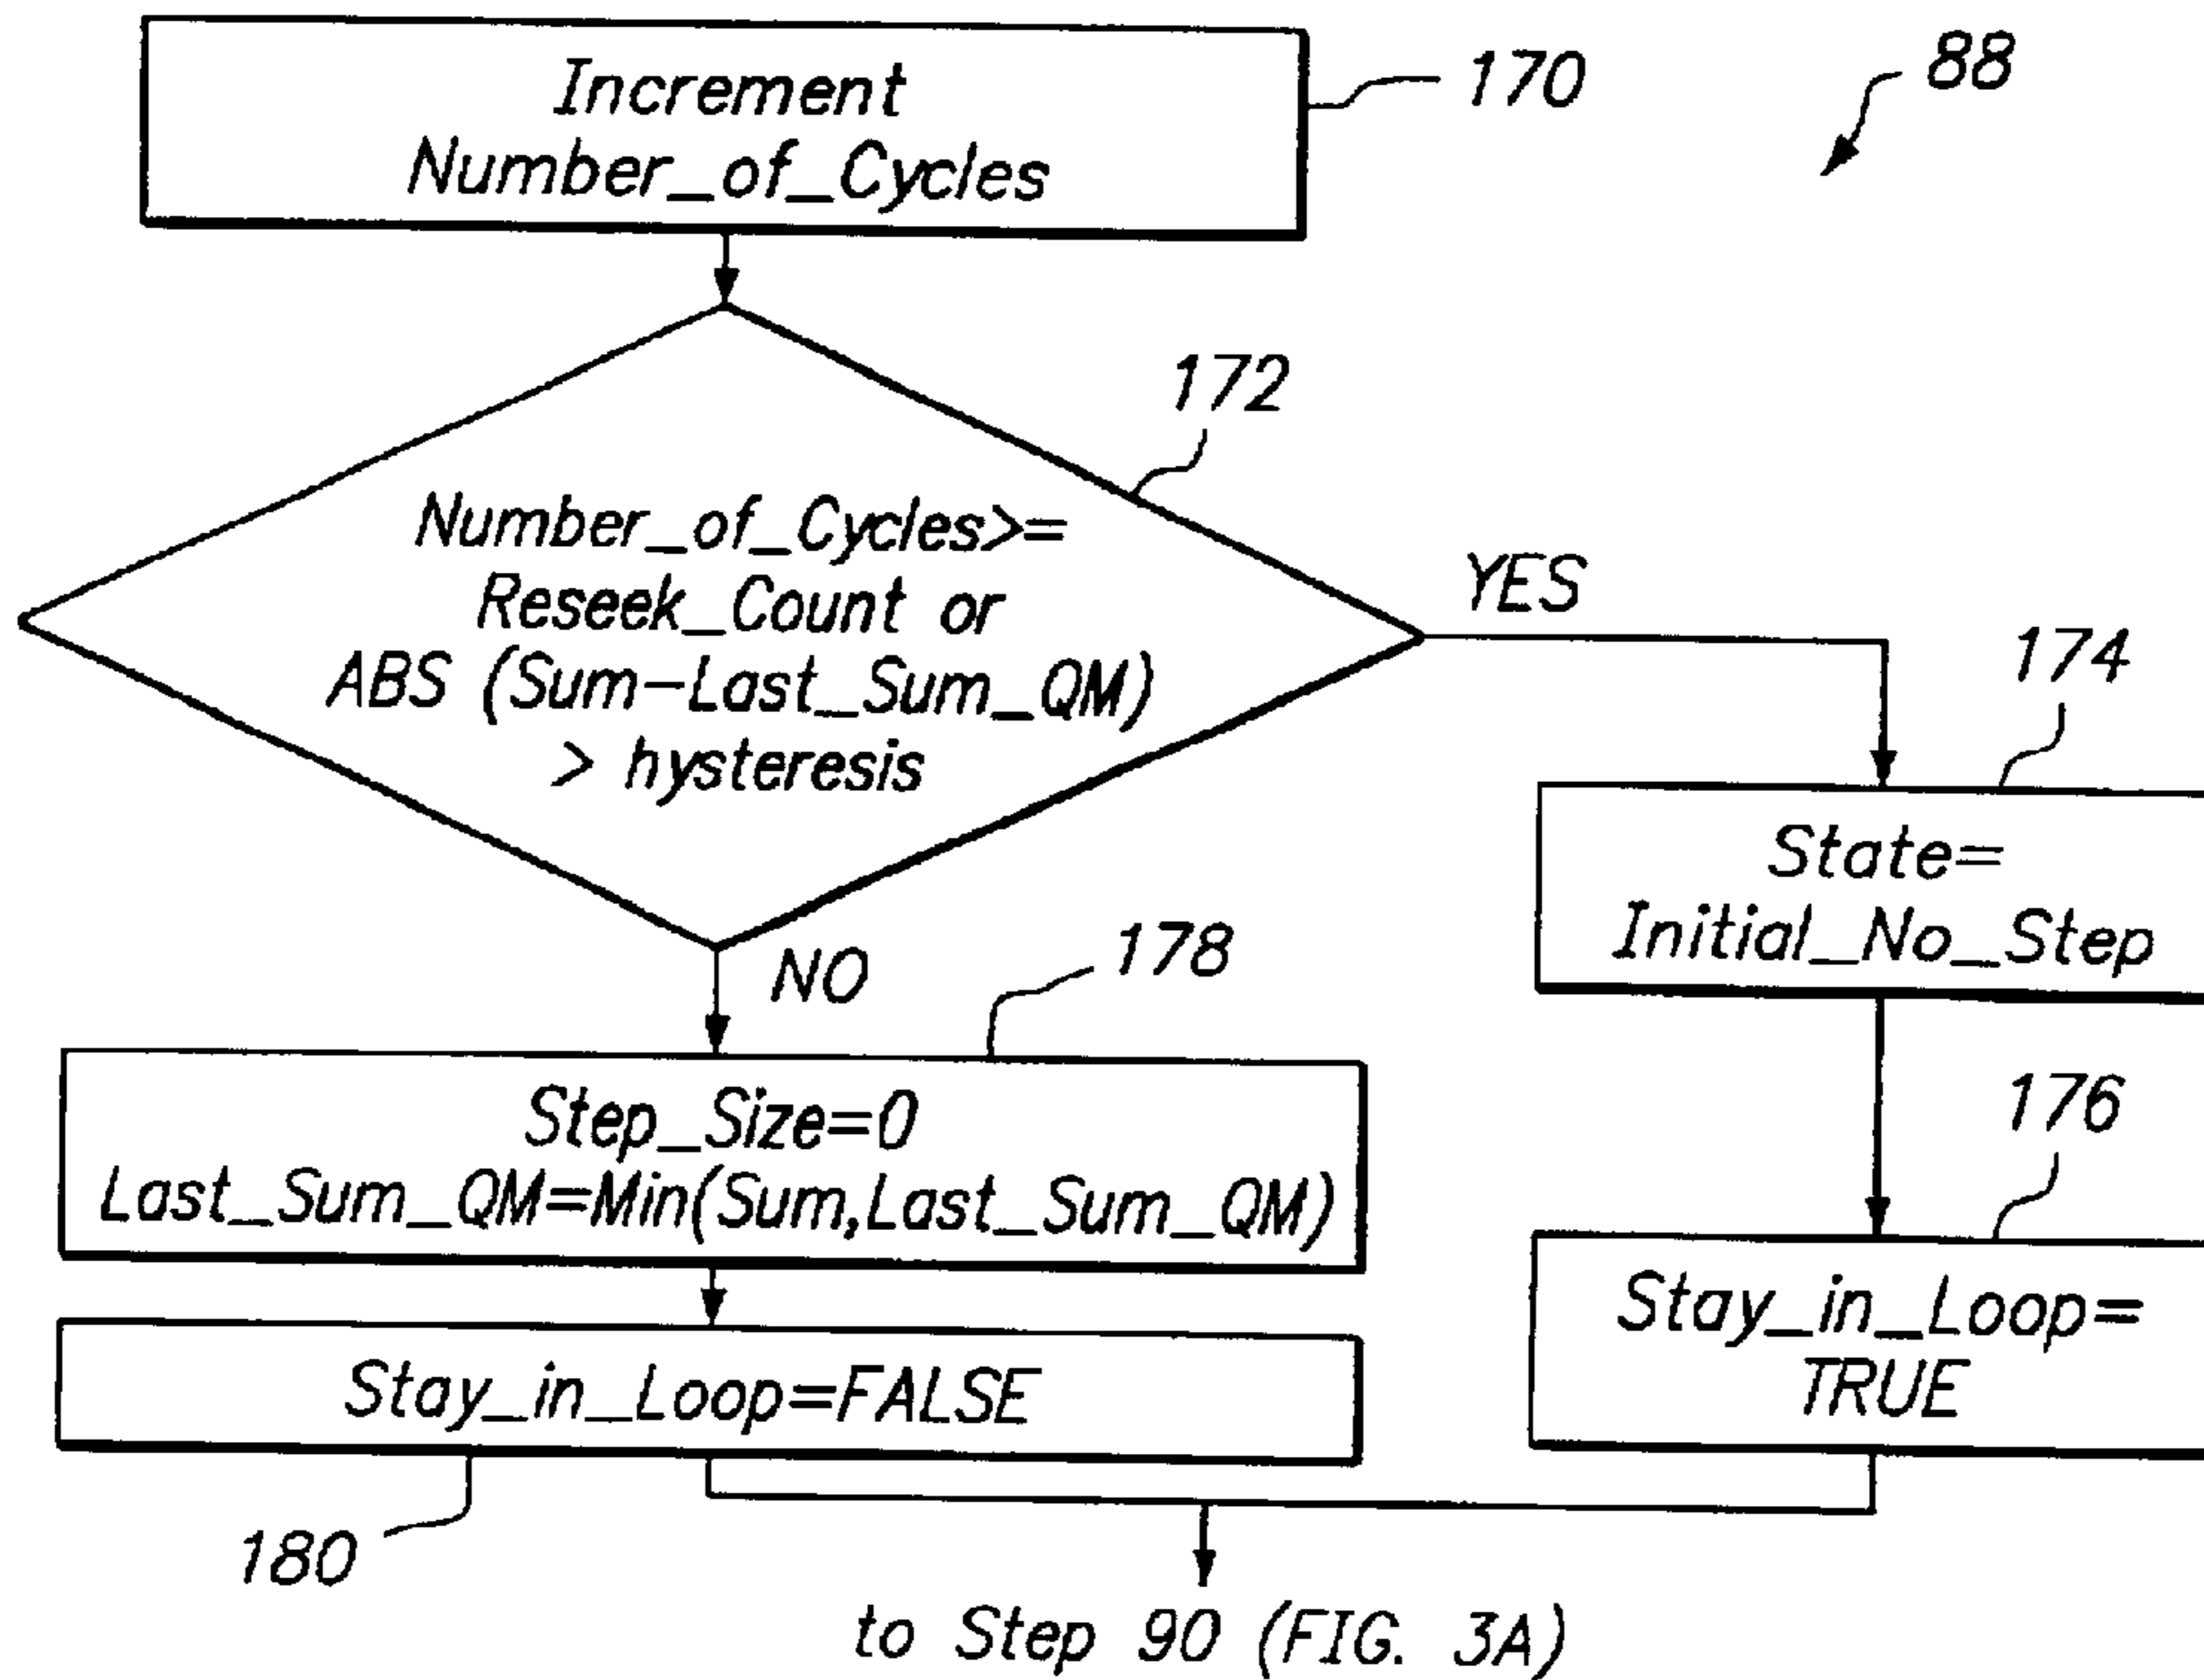 Increment
Number_of_Cycles
170
88
172
Number_of_Cycles>=
Reseek_Count or
ABS (Sum-Last_Sum_QM)
> hysteresis
YES
174
State=
Initial_No_Step
NO
178
Step_Size=0
Last_Sum_QM=Min(Sum,Last_Sum_QM)
176
Stay_in_Loop=
TRUE
Stay_in_Loop=FALSE
180
to Step 90 (FIG. 3A)